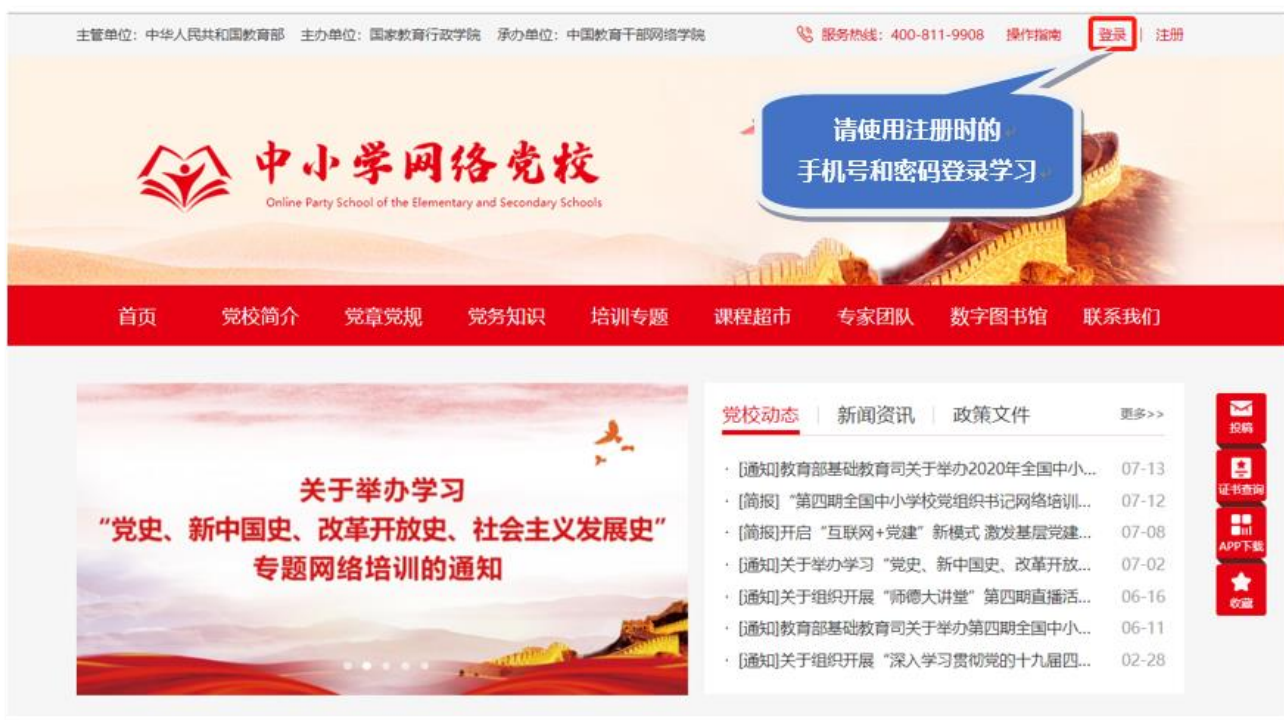 主管单位：中华人民共和国教育部 主办单位：国家教育行政学院 承办单位：中国教育干部网络学院 服务热线：400-811-9908 操作指南 登录 | 注册
请使用注册时的
手机号和密码登录学习
中小学网络党校
Online Party School of the Elementary and Secondary Schools
首页 党校简介 党章党规 党务知识 培训专题 课程超市 专家团队 数字图书馆 联系我们
关于举办学习
“党史、新中国史、改革开放史、社会主义发展史”
专题网络培训的通知
党校动态 新闻资讯 政策文件 更多>>
· [通知]教育部基础教育司关于举办2020年全国中小... 07-13
· [简报]“第四期全国中小学校党组织书记网络培训... 07-12
· [简报]开启“互联网+党建”新模式 激发基层党建... 07-08
· [通知]关于举办学习“党史、新中国史、改革开放... 07-02
· [通知]关于组织开展“师德大讲堂”第四期直播活... 06-16
· [通知]教育部基础教育司关于举办第四期全国中小... 06-11
· [通知]关于组织开展“深入学习贯彻党的十九届四... 02-28
投稿
证书查询
APP下载
收藏